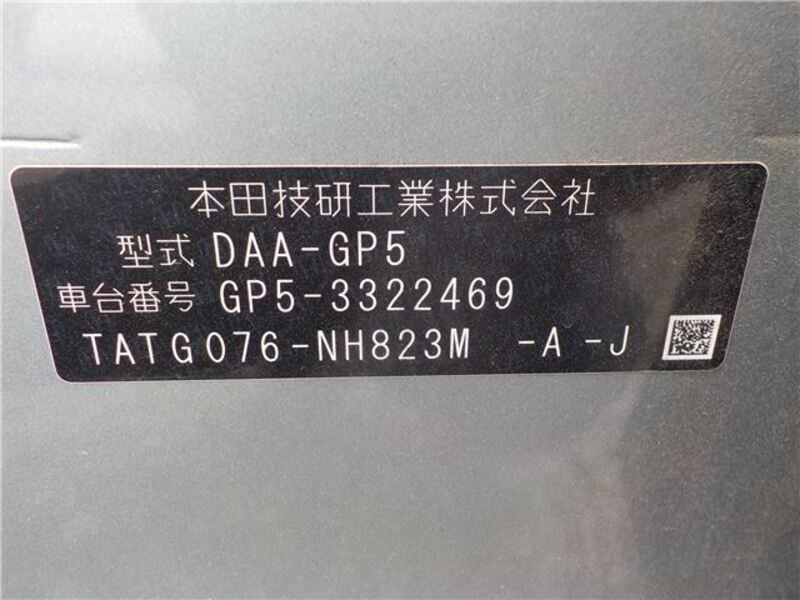 本田技研工業株式会社
型式 DAA-GP5
車台番号 GP5-3322469
TATG076-NH823M -A -J